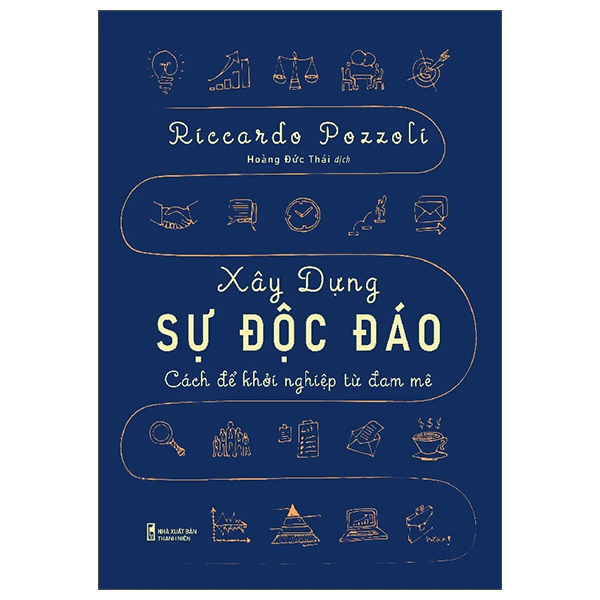 Riccardo Pozzoli
Hoàng Đức Thái dịch
Xây Dựng
SỰ ĐỘC ĐÁO
Cách để khởi nghiệp từ đam mê
$$$
NHÀ XUẤT BẢN
THANH NIÊN